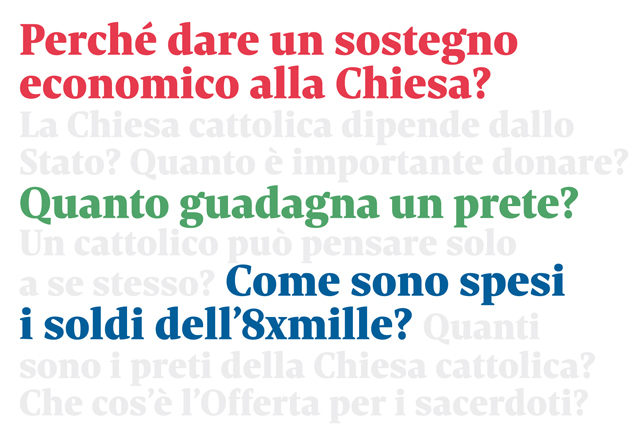 Perché dare un sostegno
economico alla Chiesa?
La Chiesa cattolica dipende dallo
Stato? Quanto è importante donare?
Quanto guadagna un prete?
Un cattolico può pensare solo
a se stesso? Come sono spesi
i soldi dell’8xmille? Quanti
sono i preti della Chiesa cattolica?
Che cos’è l’Offerta per i sacerdoti?